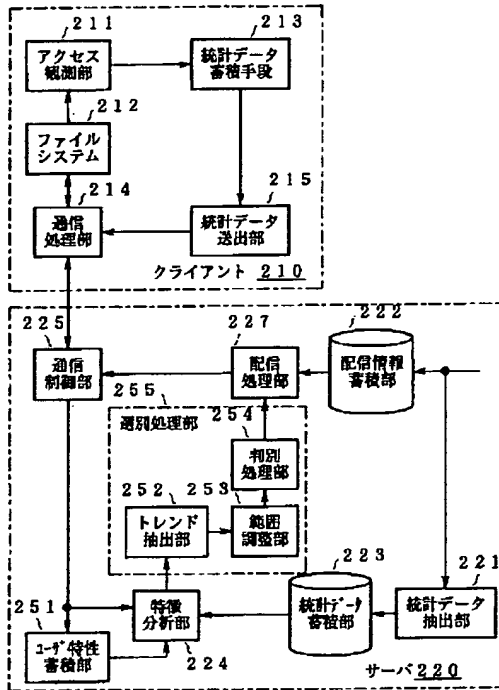 211
213
アクセス
観測部
統計データ
蓄積手段
212
ファイル
システム
214
215
通信
処理部
統計データ
送出部
クライアント 210
225
227
222
通信
制御部
配信
処理部
配信情報
蓄積部
255
254
選別処理部
判別
処理部
252
253
トレンド
抽出部
範囲
調整部
223
221
251
特徴
分析部
統計データ
蓄積部
統計データ
抽出部
ユーザ特性
蓄積部
224
サーバ 220